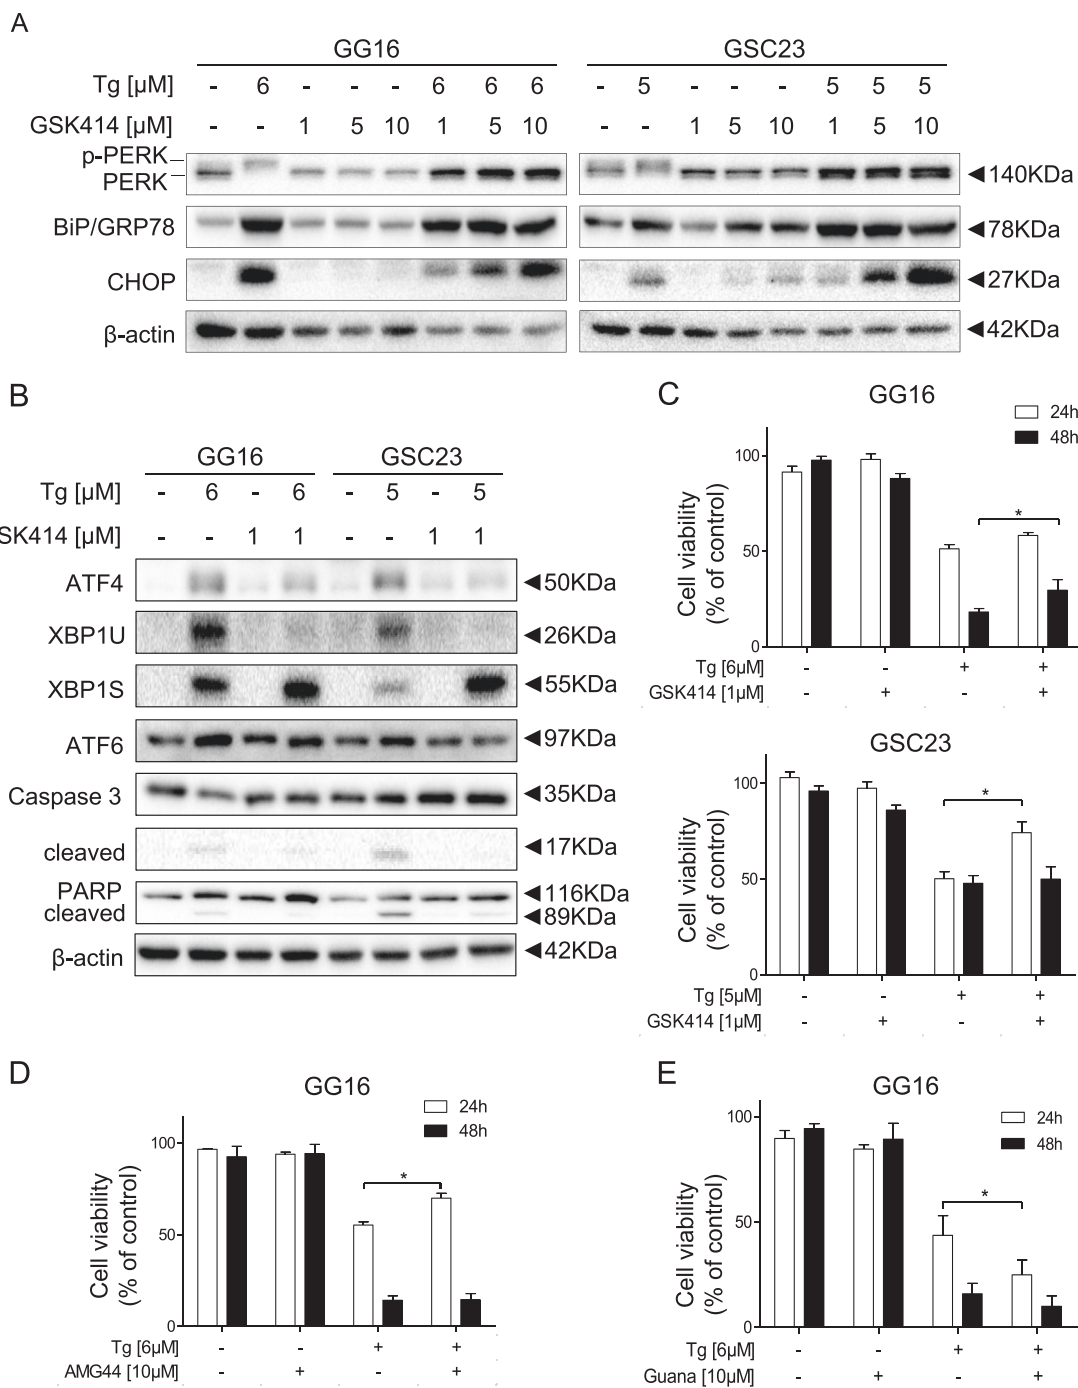 A
GG16 GSC23
Tg [µM] - 6 - - - 6 6 6 - 5 - - - 5 5 5
GSK414 [µM] - - 1 5 10 1 5 10 - - 1 5 10 1 5 10
p-PERK
PERK
◄140KDa
BiP/GRP78 ◄78KDa
CHOP ◄27KDa
β-actin ◄42KDa
B
GG16 GSC23
Tg [µM] - 6 - 6 - 5 - 5
SK414 [µM] - - 1 1 - - 1 1
ATF4 ◄50KDa
XBP1U ◄26KDa
XBP1S ◄55KDa
ATF6 ◄97KDa
Caspase 3 ◄35KDa
cleaved ◄17KDa
PARP ◄116KDa
cleaved ◄89KDa
β-actin ◄42KDa
C
GG16
24h
48h
Cell viability
(% of control)
100
50
0
Tg [6µM] - - + +
GSK414 [1µM] - + - +
*
GSC23
Cell viability
(% of control)
100
50
0
*
Tg [5µM] - - + +
GSK414 [1µM] - + - +
D
GG16
24h
48h
Cell viability
(% of control)
100
50
0
*
Tg [6µM] - - + +
AMG44 [10µM] - + - +
E
GG16
24h
48h
Cell viability
(% of control)
100
50
0
*
Tg [6µM] - - + +
Guana [10µM] - + - +